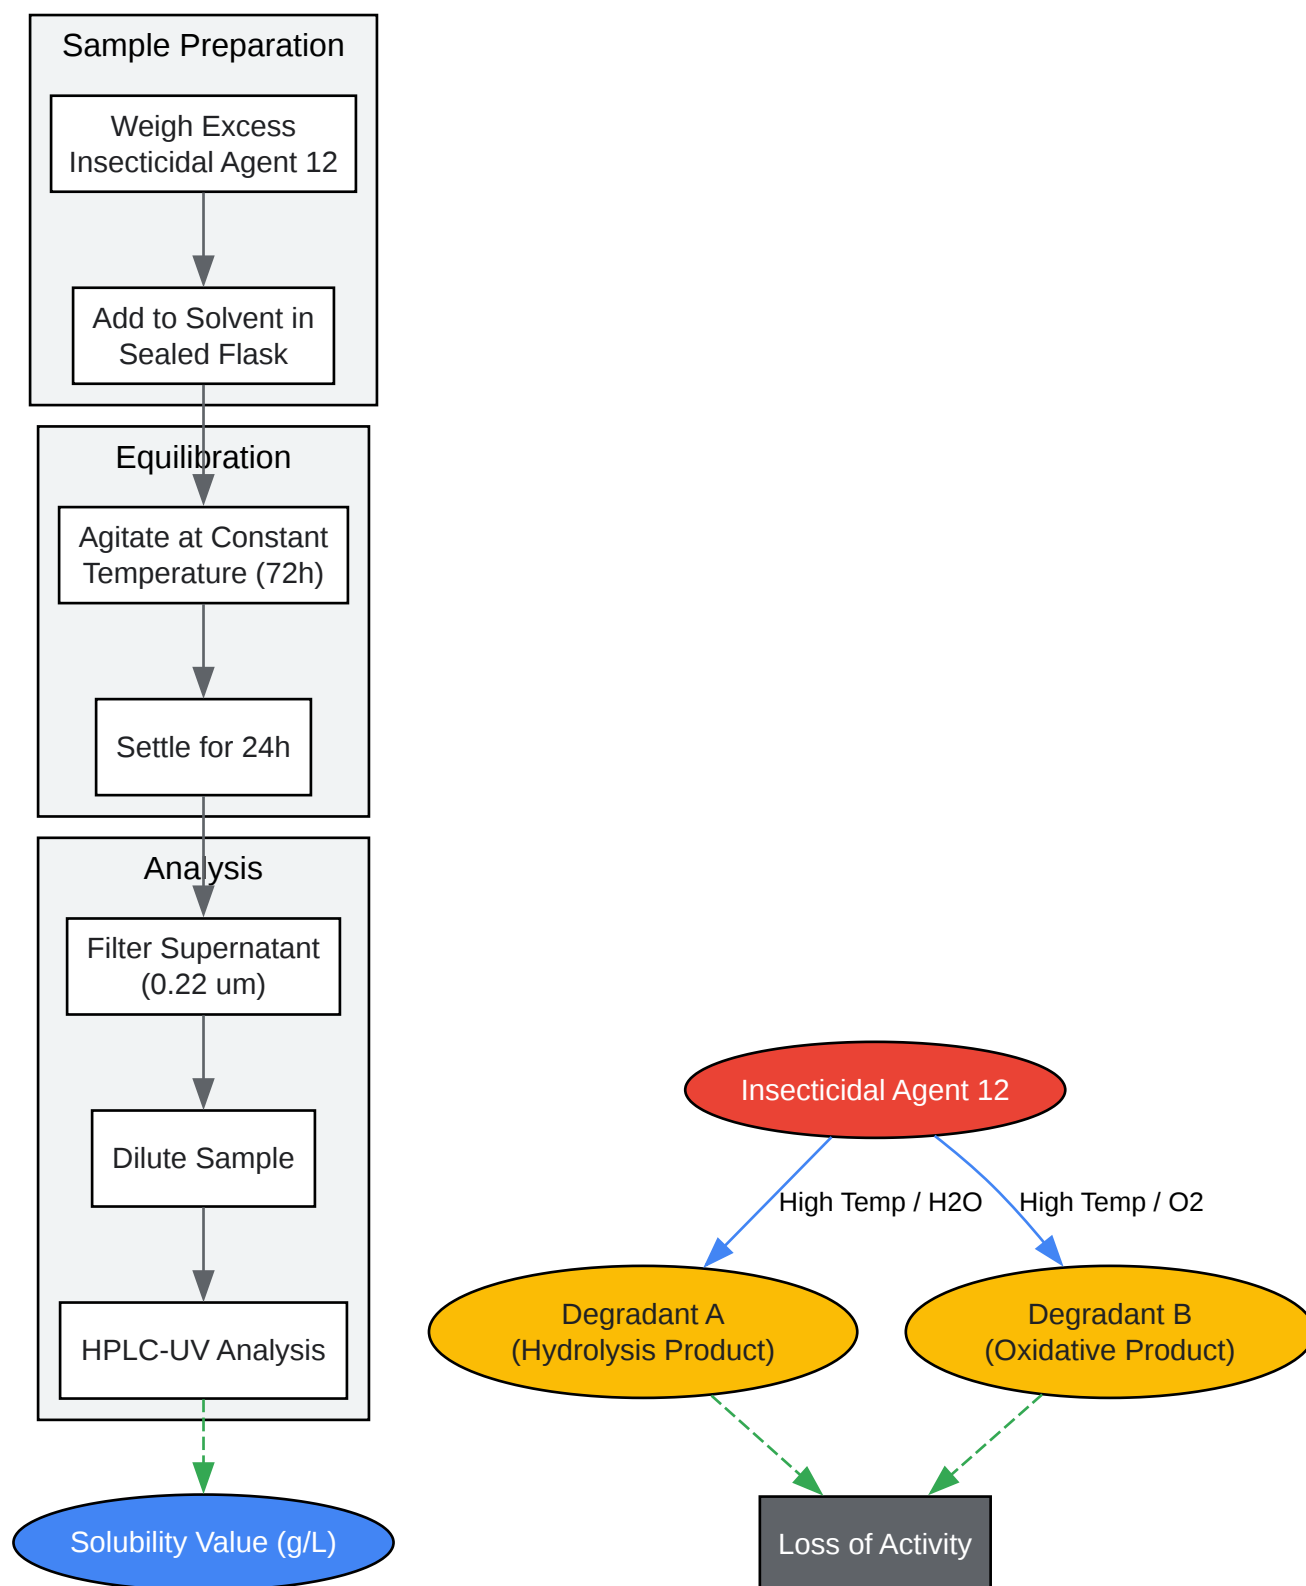 Sample Preparation
Weigh Excess
Insecticidal Agent 12
Add to Solvent in
Sealed Flask
Equilibration
Agitate at Constant
Temperature (72h)
Settle for 24h
Analysis
Filter Supernatant
(0.22 um)
Dilute Sample
HPLC-UV Analysis
Solubility Value (g/L)
Insecticidal Agent 12
High Temp / H2O
High Temp / O2
Degradant A
(Hydrolysis Product)
Degradant B
(Oxidative Product)
Loss of Activity